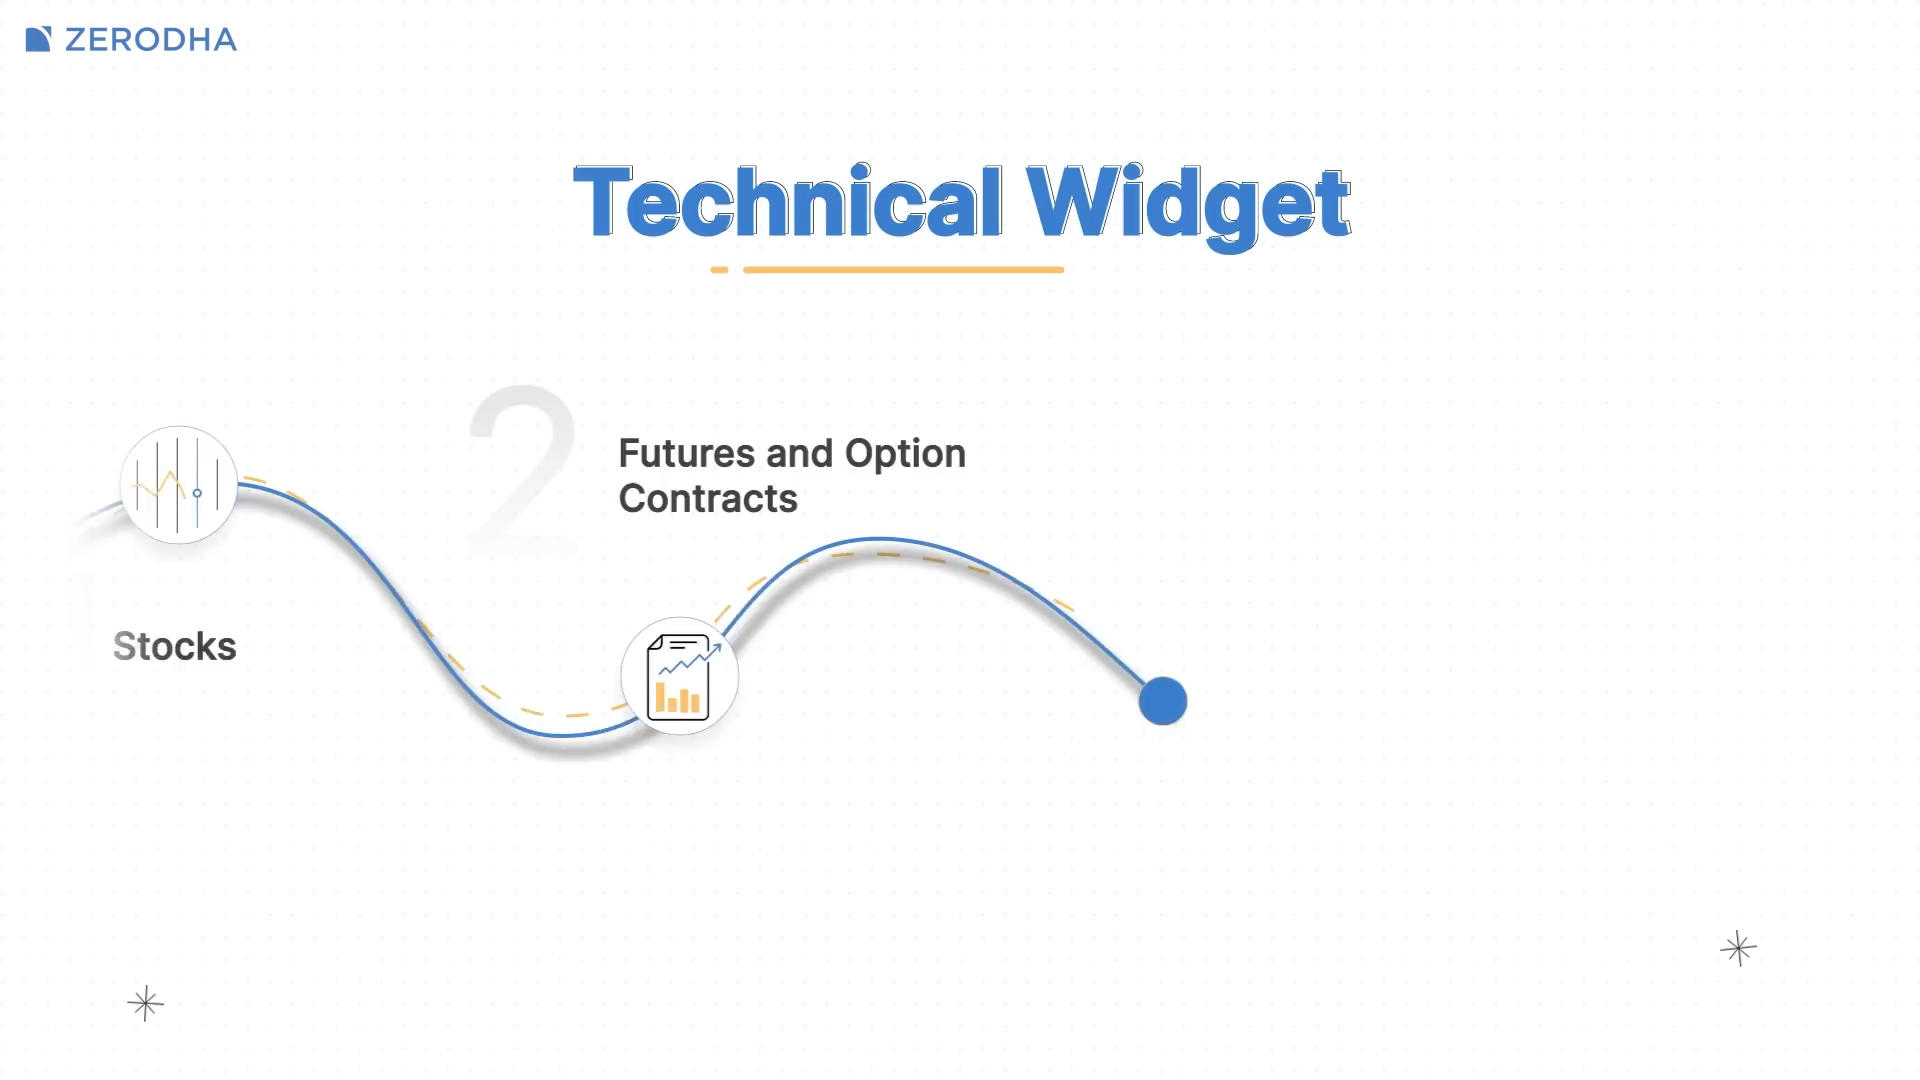 ZERODHA
Technical Widget
2
Futures and Option
Contracts
Stocks